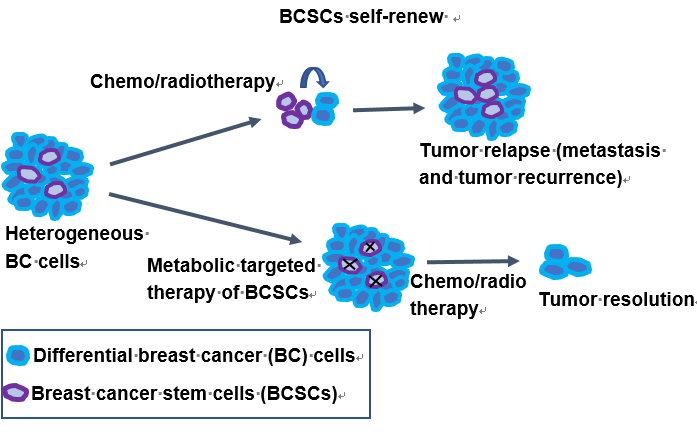 BCSCs self-renew
Chemo/radiotherapy
Tumor relapse (metastasis
and tumor recurrence)
Heterogeneous
BC cells
Metabolic targeted
therapy of BCSCs
Chemo/radio
therapy
Tumor resolution
Differential breast cancer (BC) cells
Breast cancer stem cells (BCSCs)